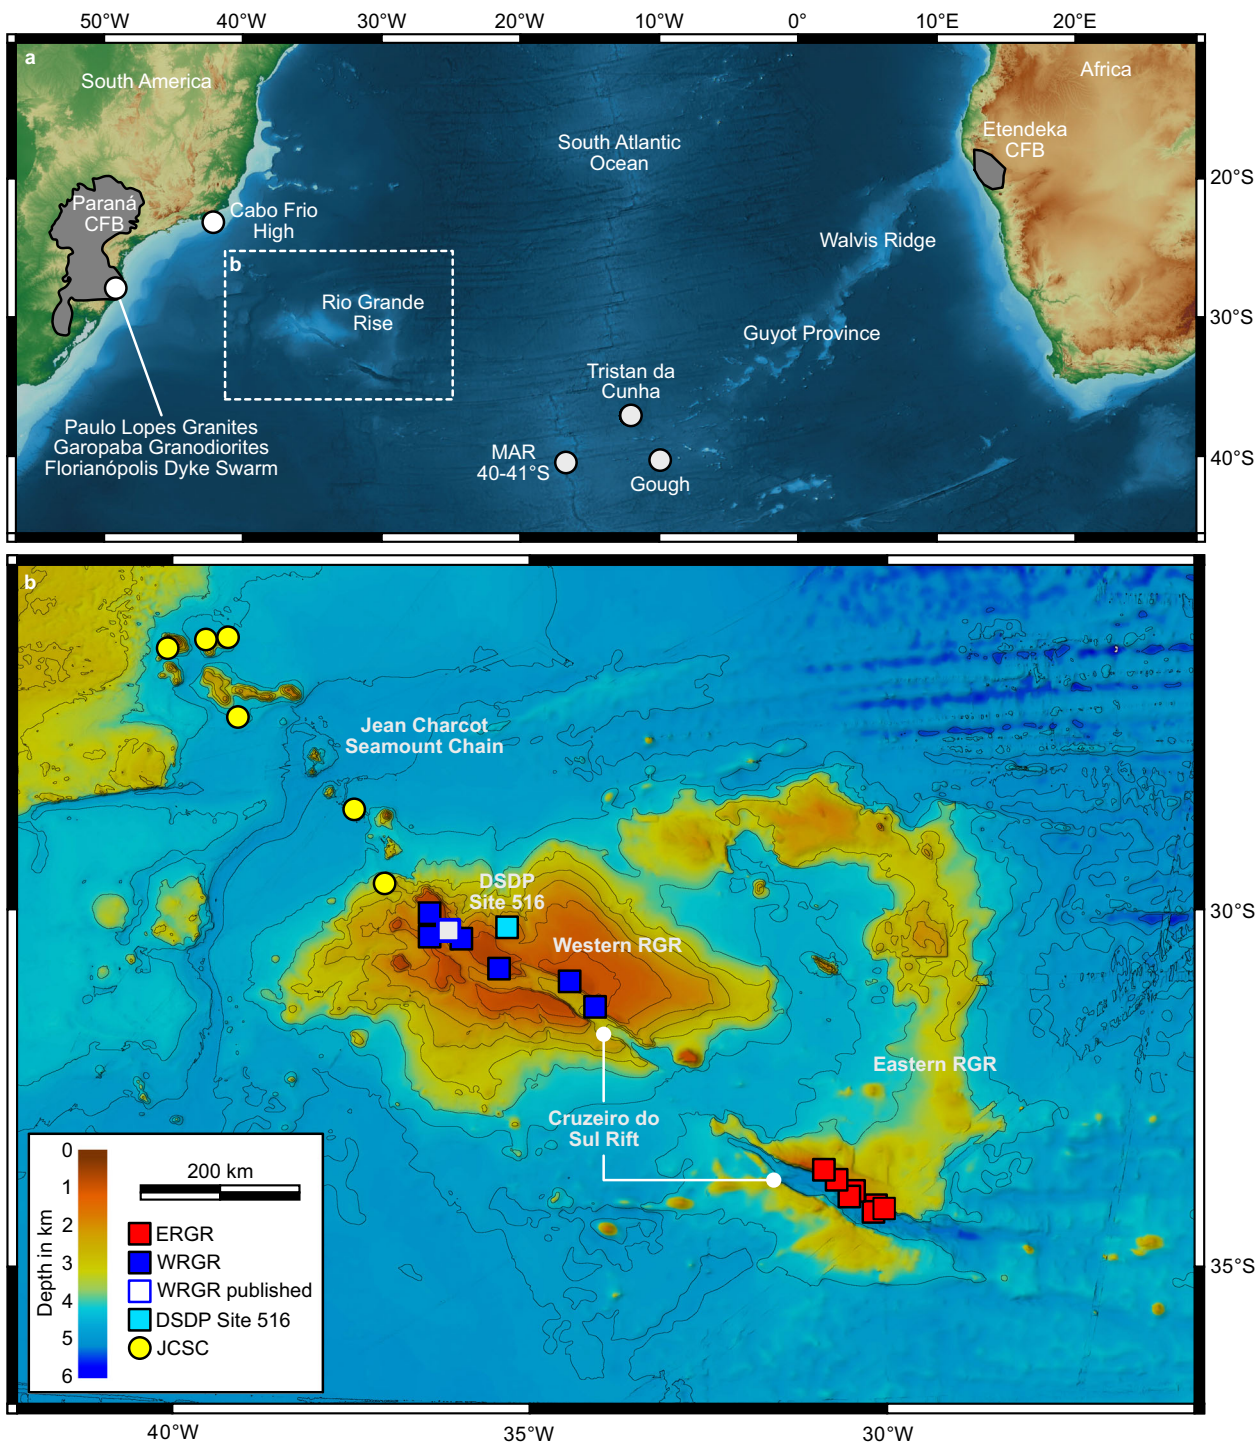 50°W 40°W 30°W 20°W 10°W 0° 10°E 20°E
a
South America
Africa
South Atlantic
Ocean
Etendeka
CFB
20°S
Paraná
CFB
Cabo Frio
High
Walvis Ridge
b
Rio Grande
Rise
30°S
Guyot Province
Tristan da
Cunha
Paulo Lopes Granites
Garopaba Granodiorites
Florianópolis Dyke Swarm
MAR
40-41°S
Gough
40°S
b
Jean Charcot
Seamount Chain
DSDP
Site 516
30°S
Western RGR
Eastern RGR
Cruzeiro do
Sul Rift
Depth in km
0
1
2
3
4
5
6
200 km
ERGR
WRGR
WRGR published
DSDP Site 516
JCSC
35°S
40°W 35°W 30°W